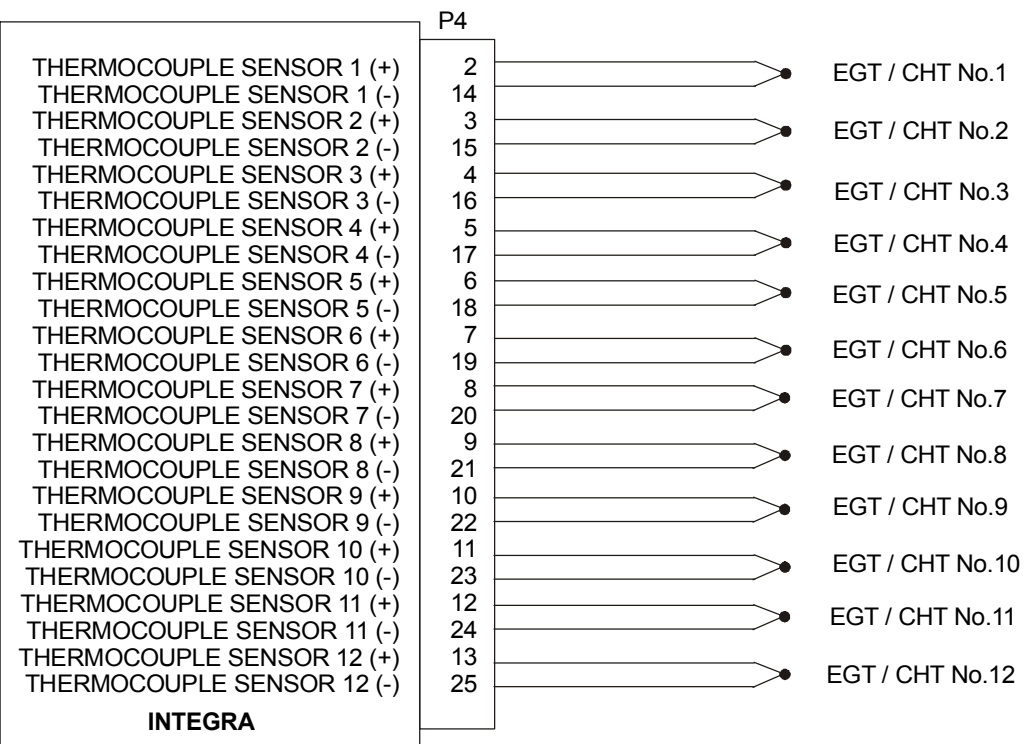 P4
THERMOCOUPLE SENSOR 1 (+) 2 EGT / CHT No.1
THERMOCOUPLE SENSOR 1 (-) 14
THERMOCOUPLE SENSOR 2 (+) 3 EGT / CHT No.2
THERMOCOUPLE SENSOR 2 (-) 15
THERMOCOUPLE SENSOR 3 (+) 4 EGT / CHT No.3
THERMOCOUPLE SENSOR 3 (-) 16
THERMOCOUPLE SENSOR 4 (+) 5 EGT / CHT No.4
THERMOCOUPLE SENSOR 4 (-) 17
THERMOCOUPLE SENSOR 5 (+) 6 EGT / CHT No.5
THERMOCOUPLE SENSOR 5 (-) 18
THERMOCOUPLE SENSOR 6 (+) 7 EGT / CHT No.6
THERMOCOUPLE SENSOR 6 (-) 19
THERMOCOUPLE SENSOR 7 (+) 8 EGT / CHT No.7
THERMOCOUPLE SENSOR 7 (-) 20
THERMOCOUPLE SENSOR 8 (+) 9 EGT / CHT No.8
THERMOCOUPLE SENSOR 8 (-) 21
THERMOCOUPLE SENSOR 9 (+) 10 EGT / CHT No.9
THERMOCOUPLE SENSOR 9 (-) 22
THERMOCOUPLE SENSOR 10 (+) 11 EGT / CHT No.10
THERMOCOUPLE SENSOR 10 (-) 23
THERMOCOUPLE SENSOR 11 (+) 12 EGT / CHT No.11
THERMOCOUPLE SENSOR 11 (-) 24
THERMOCOUPLE SENSOR 12 (+) 13 EGT / CHT No.12
THERMOCOUPLE SENSOR 12 (-) 25
INTEGRA